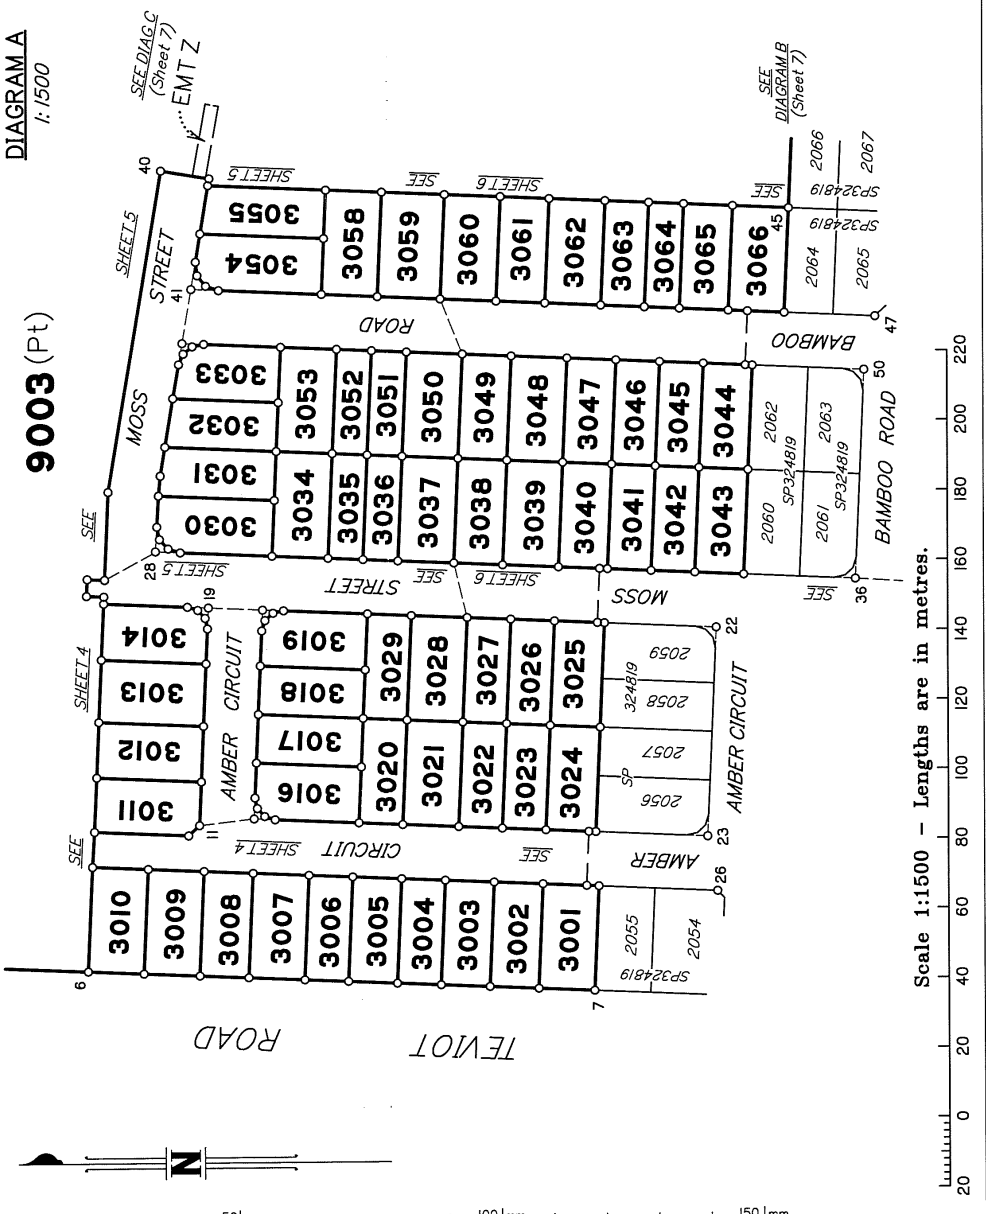 DIAGRAM A
1:1500
9003 (Pt)
SEE DIAG C
(Sheet 7)
EMT Z
SEE
DIAGRAM B
(Sheet 7)
40
SHEET 5
SEE
MOSS
STREET
41
3055
3054
3058
3059
3060
3061
3062
3063
3064
3065
3066
SHEET 5
SEE
SHEET 6
SEE
45
2066
2067
SP324819
SP324819
2064
2065
47
ROAD
BAMBOO
3033
3032
3031
3030
3053
3052
3051
3050
3049
3048
3047
3046
3045
3044
3034
3035
3036
3037
3038
3039
3040
3041
3042
3043
2062
2063
SP324819
SP324819
2060
2061
50
BAMBOO ROAD
36
28
SHEET 5
SEE
SHEET 6
SEE
STREET
MOSS
SHEET 4
SEE
3014
3013
3012
3011
19
11
AMBER CIRCUIT
3019
3018
3017
3016
3029
3028
3027
3026
3025
3020
3021
3022
3023
3024
2059
2058
2057
2056
SP 324819
22
23
AMBER CIRCUIT
SHEET 4
SEE
CIRCUIT
AMBER
26
3010
3009
3008
3007
3006
3005
3004
3003
3002
3001
2055
2054
SP324819
6
7
TEVIOT ROAD
N
20 0 20 40 60 80 100 120 140 160 180 200 220
Scale 1:1500 – Lengths are in metres.